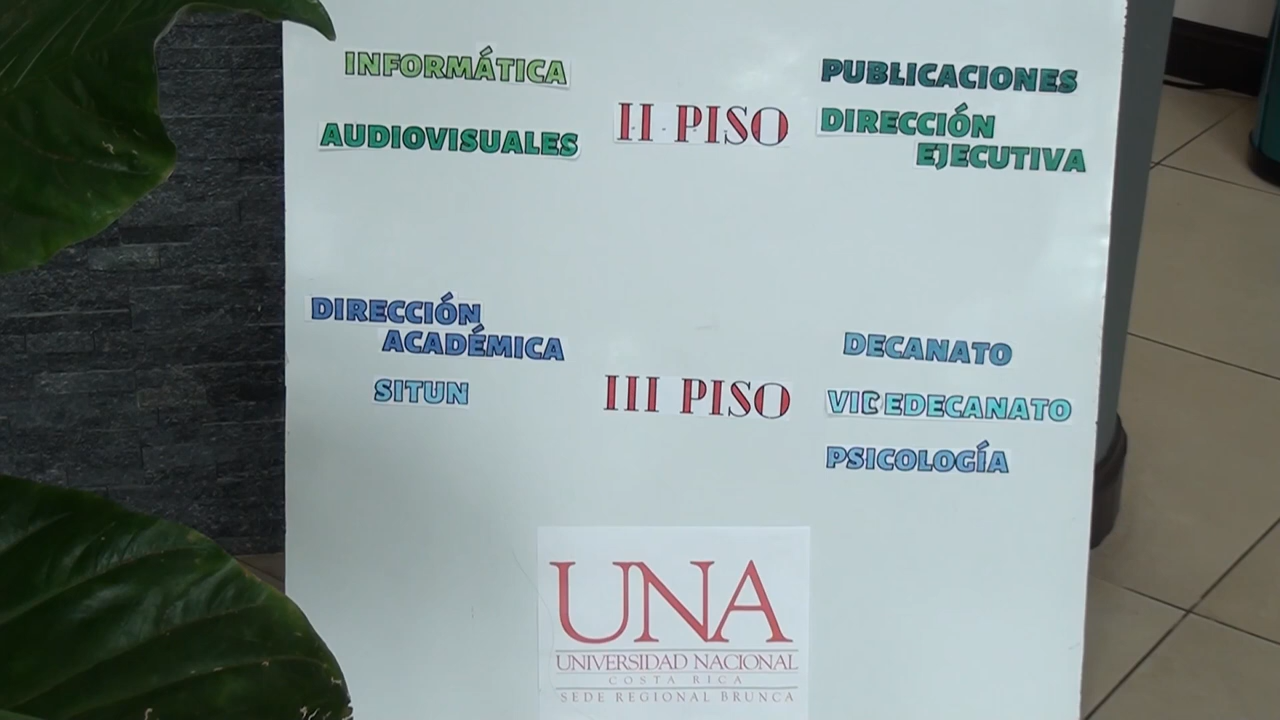 INFORMÁTICA
AUDIOVISUALES
II PISO
PUBLICACIONES
DIRECCIÓN
EJECUTIVA
DIRECCIÓN
ACADÉMICA
SITUN
III PISO
DECANATO
VICEDECANATO
PSICOLOGÍA
UNA
UNIVERSIDAD NACIONAL
COSTA RICA
SEDE REGIONAL BRUNCA